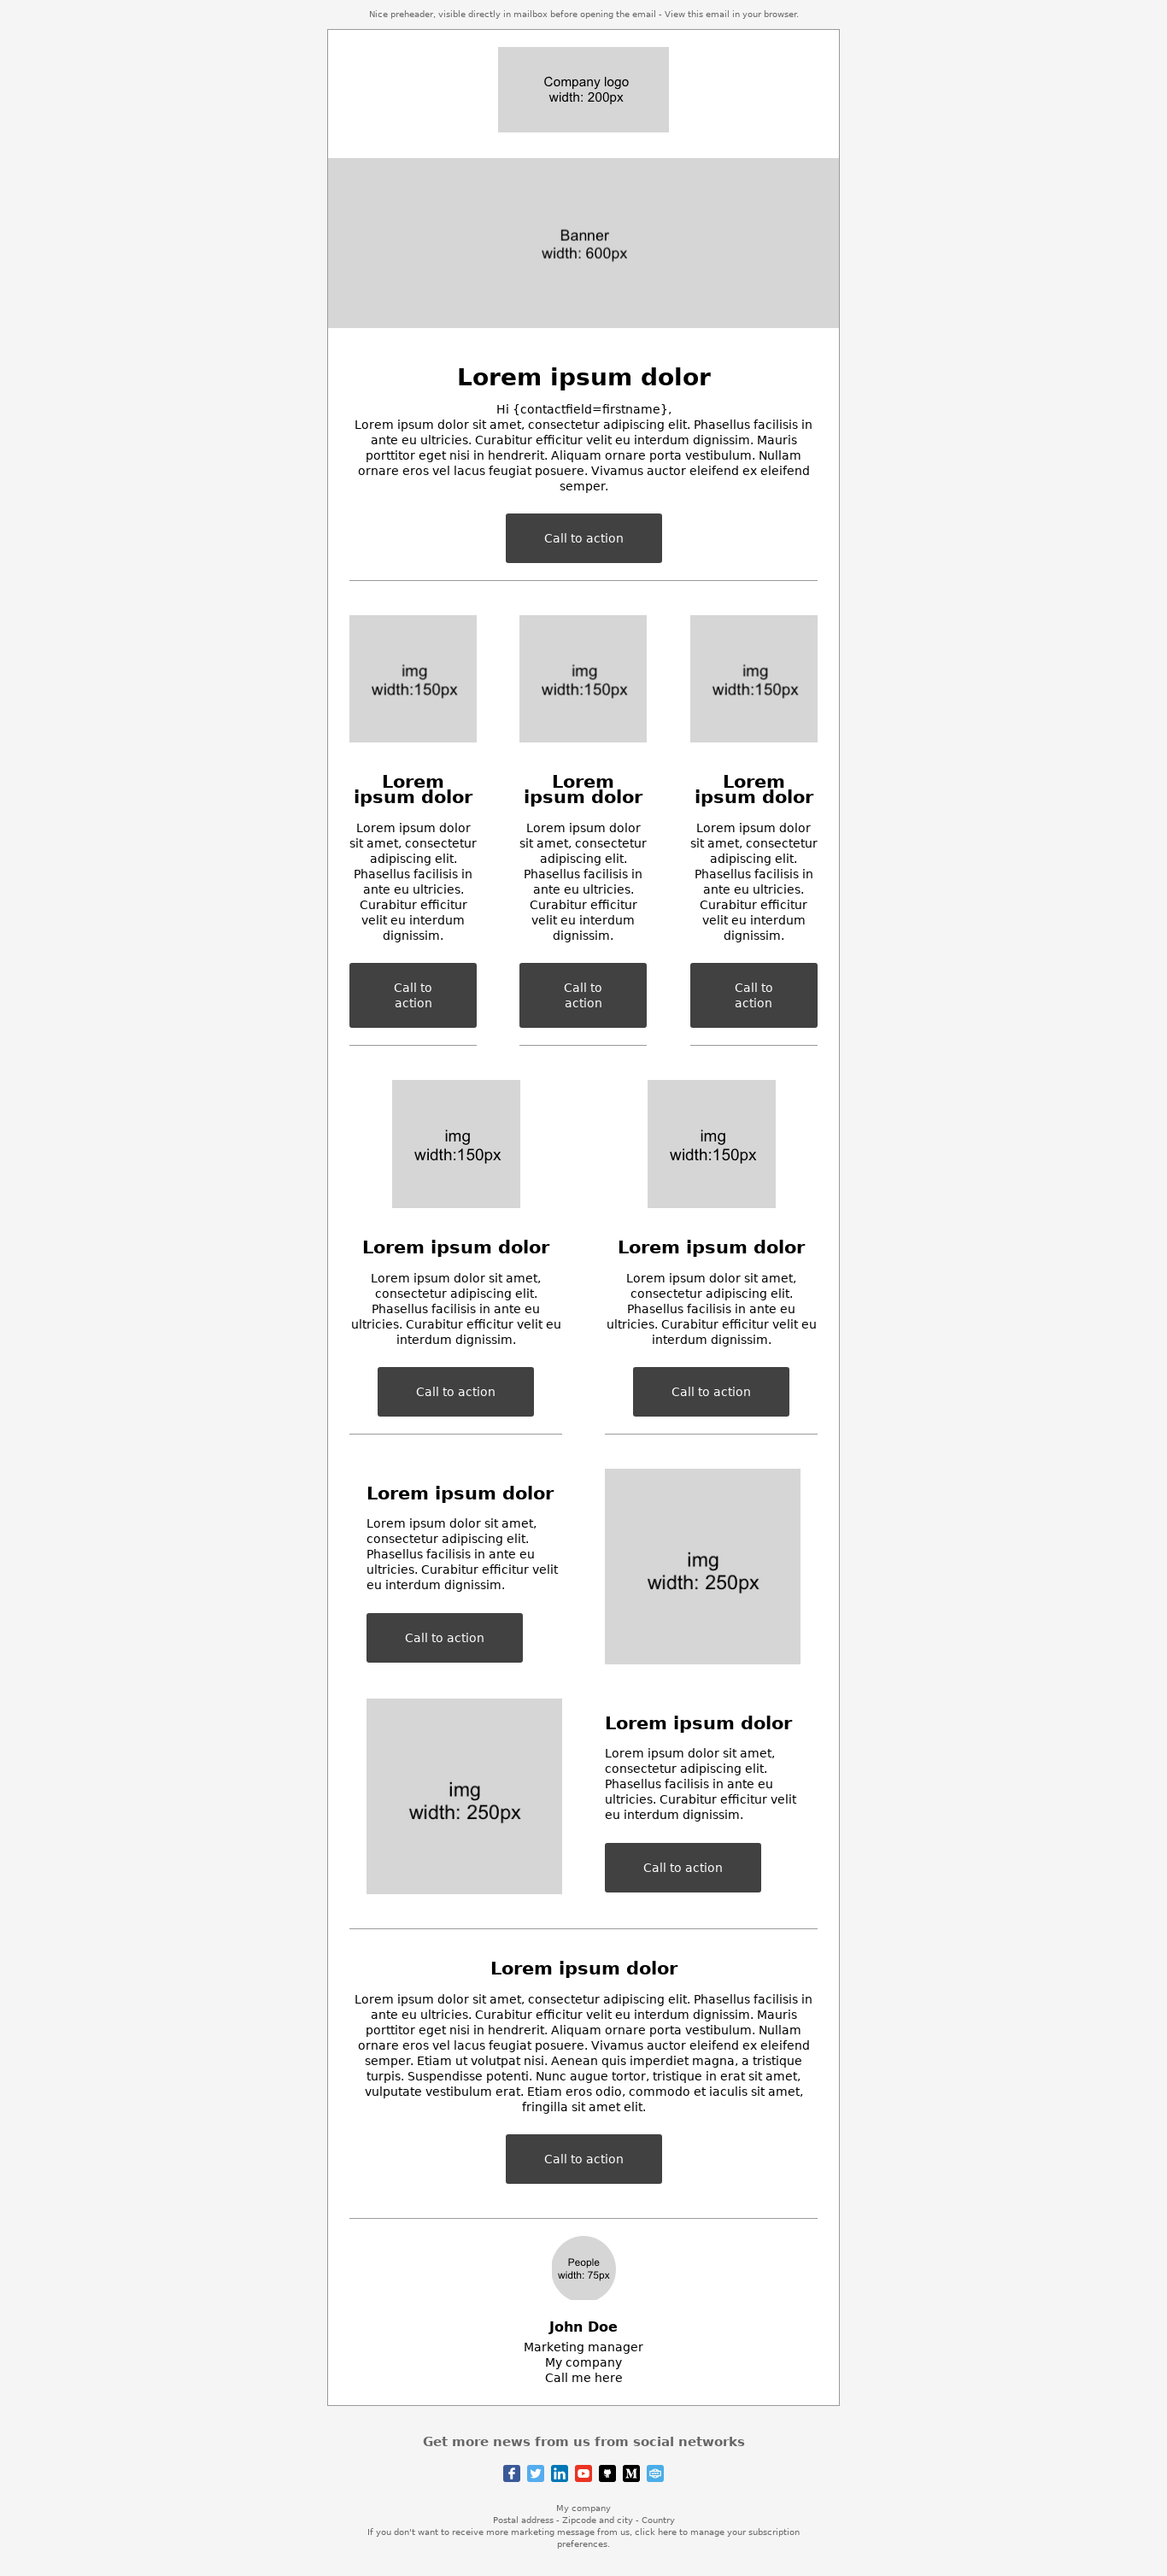 Nice preheader, visible directly in mailbox before opening the email - View this email in your browser.
Company logo
width: 200px
Banner
width: 600px
Lorem ipsum dolor
Hi {contactfield=firstname},
Lorem ipsum dolor sit amet, consectetur adipiscing elit. Phasellus facilisis in
ante eu ultricies. Curabitur efficitur velit eu interdum dignissim. Mauris
porttitor eget nisi in hendrerit. Aliquam ornare porta vestibulum. Nullam
ornare eros vel lacus feugiat posuere. Vivamus auctor eleifend ex eleifend
semper.
Call to action
img
width:150px
Lorem
ipsum dolor
Lorem ipsum dolor
sit amet, consectetur
adipiscing elit.
Phasellus facilisis in
ante eu ultricies.
Curabitur efficitur
velit eu interdum
dignissim.
Call to
action
img
width:150px
Lorem
ipsum dolor
Lorem ipsum dolor
sit amet, consectetur
adipiscing elit.
Phasellus facilisis in
ante eu ultricies.
Curabitur efficitur
velit eu interdum
dignissim.
Call to
action
img
width:150px
Lorem
ipsum dolor
Lorem ipsum dolor
sit amet, consectetur
adipiscing elit.
Phasellus facilisis in
ante eu ultricies.
Curabitur efficitur
velit eu interdum
dignissim.
Call to
action
img
width:150px
Lorem ipsum dolor
Lorem ipsum dolor sit amet,
consectetur adipiscing elit.
Phasellus facilisis in ante eu
ultricies. Curabitur efficitur velit eu
interdum dignissim.
Call to action
img
width:150px
Lorem ipsum dolor
Lorem ipsum dolor sit amet,
consectetur adipiscing elit.
Phasellus facilisis in ante eu
ultricies. Curabitur efficitur velit eu
interdum dignissim.
Call to action
Lorem ipsum dolor
Lorem ipsum dolor sit amet,
consectetur adipiscing elit.
Phasellus facilisis in ante eu
ultricies. Curabitur efficitur velit
eu interdum dignissim.
Call to action
img
width: 250px
img
width: 250px
Lorem ipsum dolor
Lorem ipsum dolor sit amet,
consectetur adipiscing elit.
Phasellus facilisis in ante eu
ultricies. Curabitur efficitur velit
eu interdum dignissim.
Call to action
Lorem ipsum dolor
Lorem ipsum dolor sit amet, consectetur adipiscing elit. Phasellus facilisis in
ante eu ultricies. Curabitur efficitur velit eu interdum dignissim. Mauris
porttitor eget nisi in hendrerit. Aliquam ornare porta vestibulum. Nullam
ornare eros vel lacus feugiat posuere. Vivamus auctor eleifend ex eleifend
semper. Etiam ut volutpat nisi. Aenean quis imperdiet magna, a tristique
turpis. Suspendisse potenti. Nunc augue tortor, tristique in erat sit amet,
vulputate vestibulum erat. Etiam eros odio, commodo et iaculis sit amet,
fringilla sit amet elit.
Call to action
People
width: 75px
John Doe
Marketing manager
My company
Call me here
Get more news from us from social networks
My company
Postal address - Zipcode and city - Country
If you don't want to receive more marketing message from us, click here to manage your subscription
preferences.